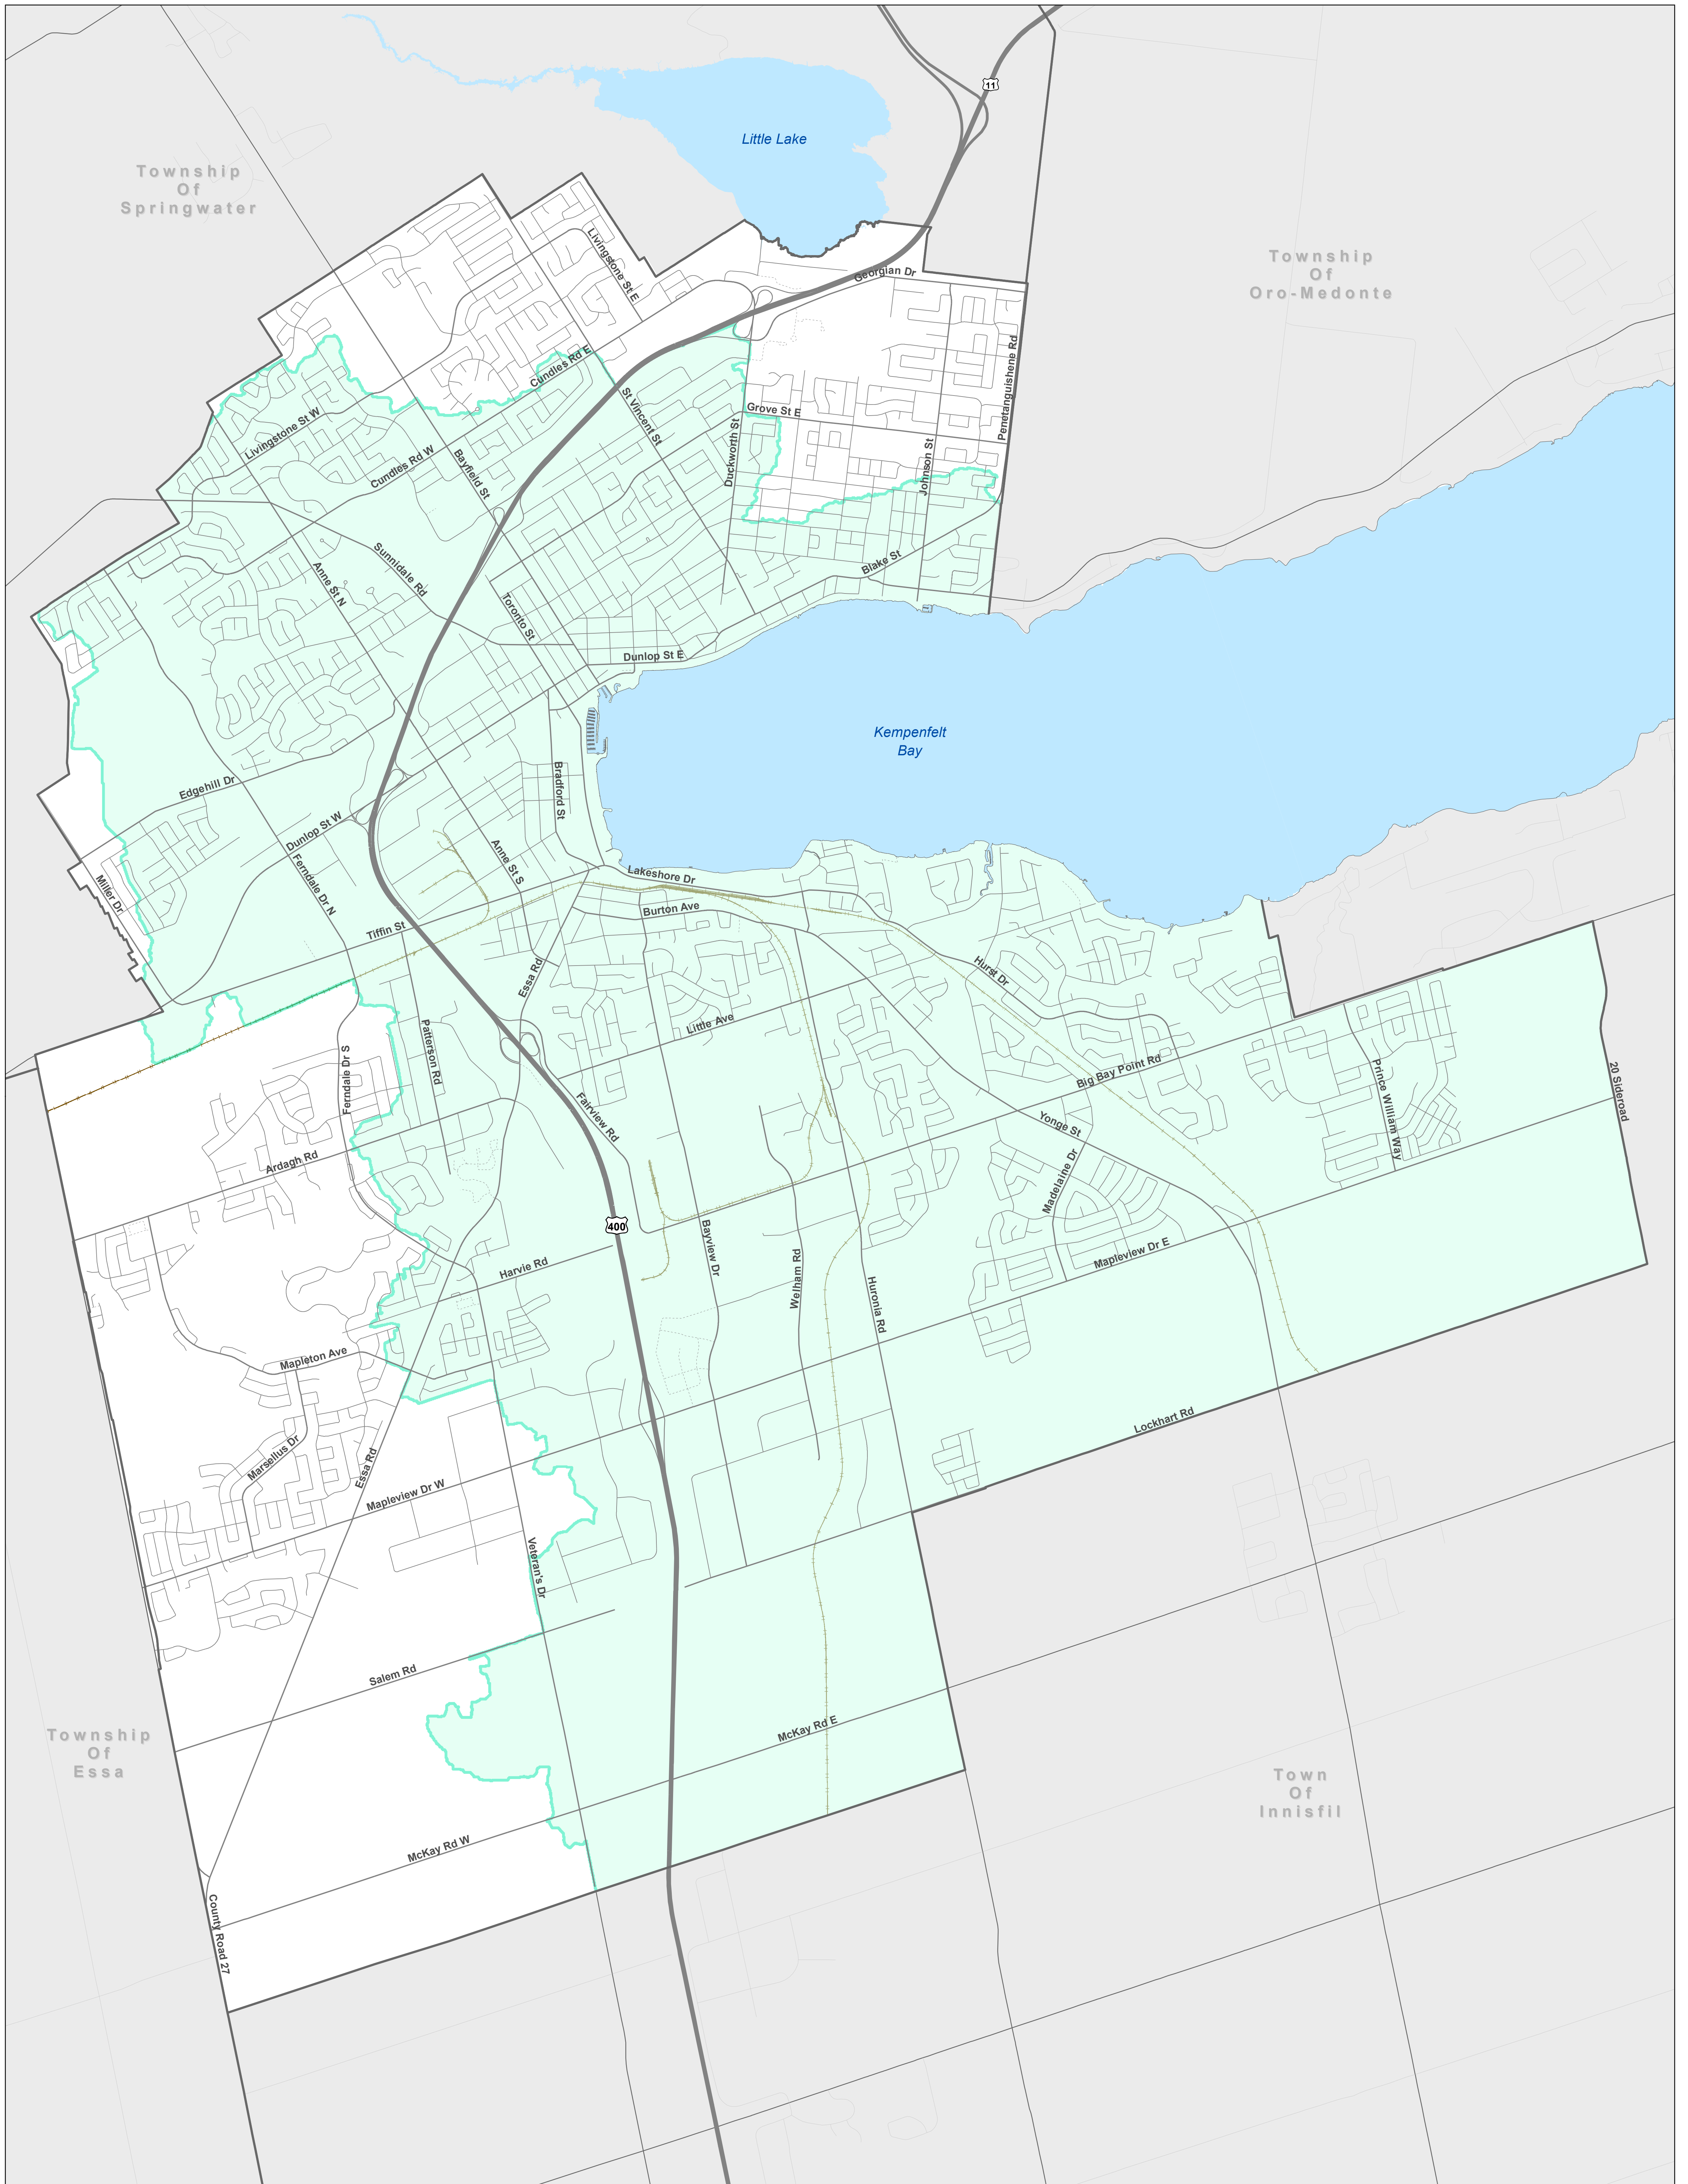 11
Little Lake
Township
Of
Springwater
Livingstone St E
Township
Of
Oro-Medonte
Georgian Dr
Penetanguishene Rd
Cundles Rd E
St Vincent St
Grove St E
Duckworth St
Johnson St
Livingstone St W
Cundles Rd W
Bayfield St
Sunnidale Rd
Anne St N
Blake St
Toronto St
Dunlop St E
Kempenfelt
Bay
Edgehill Dr
Bradford St
Dunlop St W
Anne St S
Ferndale Dr N
Miller Dr
Lakeshore Dr
Burton Ave
Tiffin St
Essa Rd
Hurst Dr
Little Ave
Patterson Rd
Ferndale Dr S
Big Bay Point Rd
Prince William Way
20 Sideroad
Fairview Rd
Yonge St
Ardagh Rd
Madelaine Dr
400
Bayview Dr
Mapleview Dr E
Harvie Rd
Welham Rd
Huronia Rd
Mapleton Ave
Lockhart Rd
Marsellus Dr
Essa Rd
Mapleview Dr W
Veteran's Dr
Salem Rd
McKay Rd E
Township
Of
Essa
Town
Of
Innisfil
McKay Rd W
County Road 27